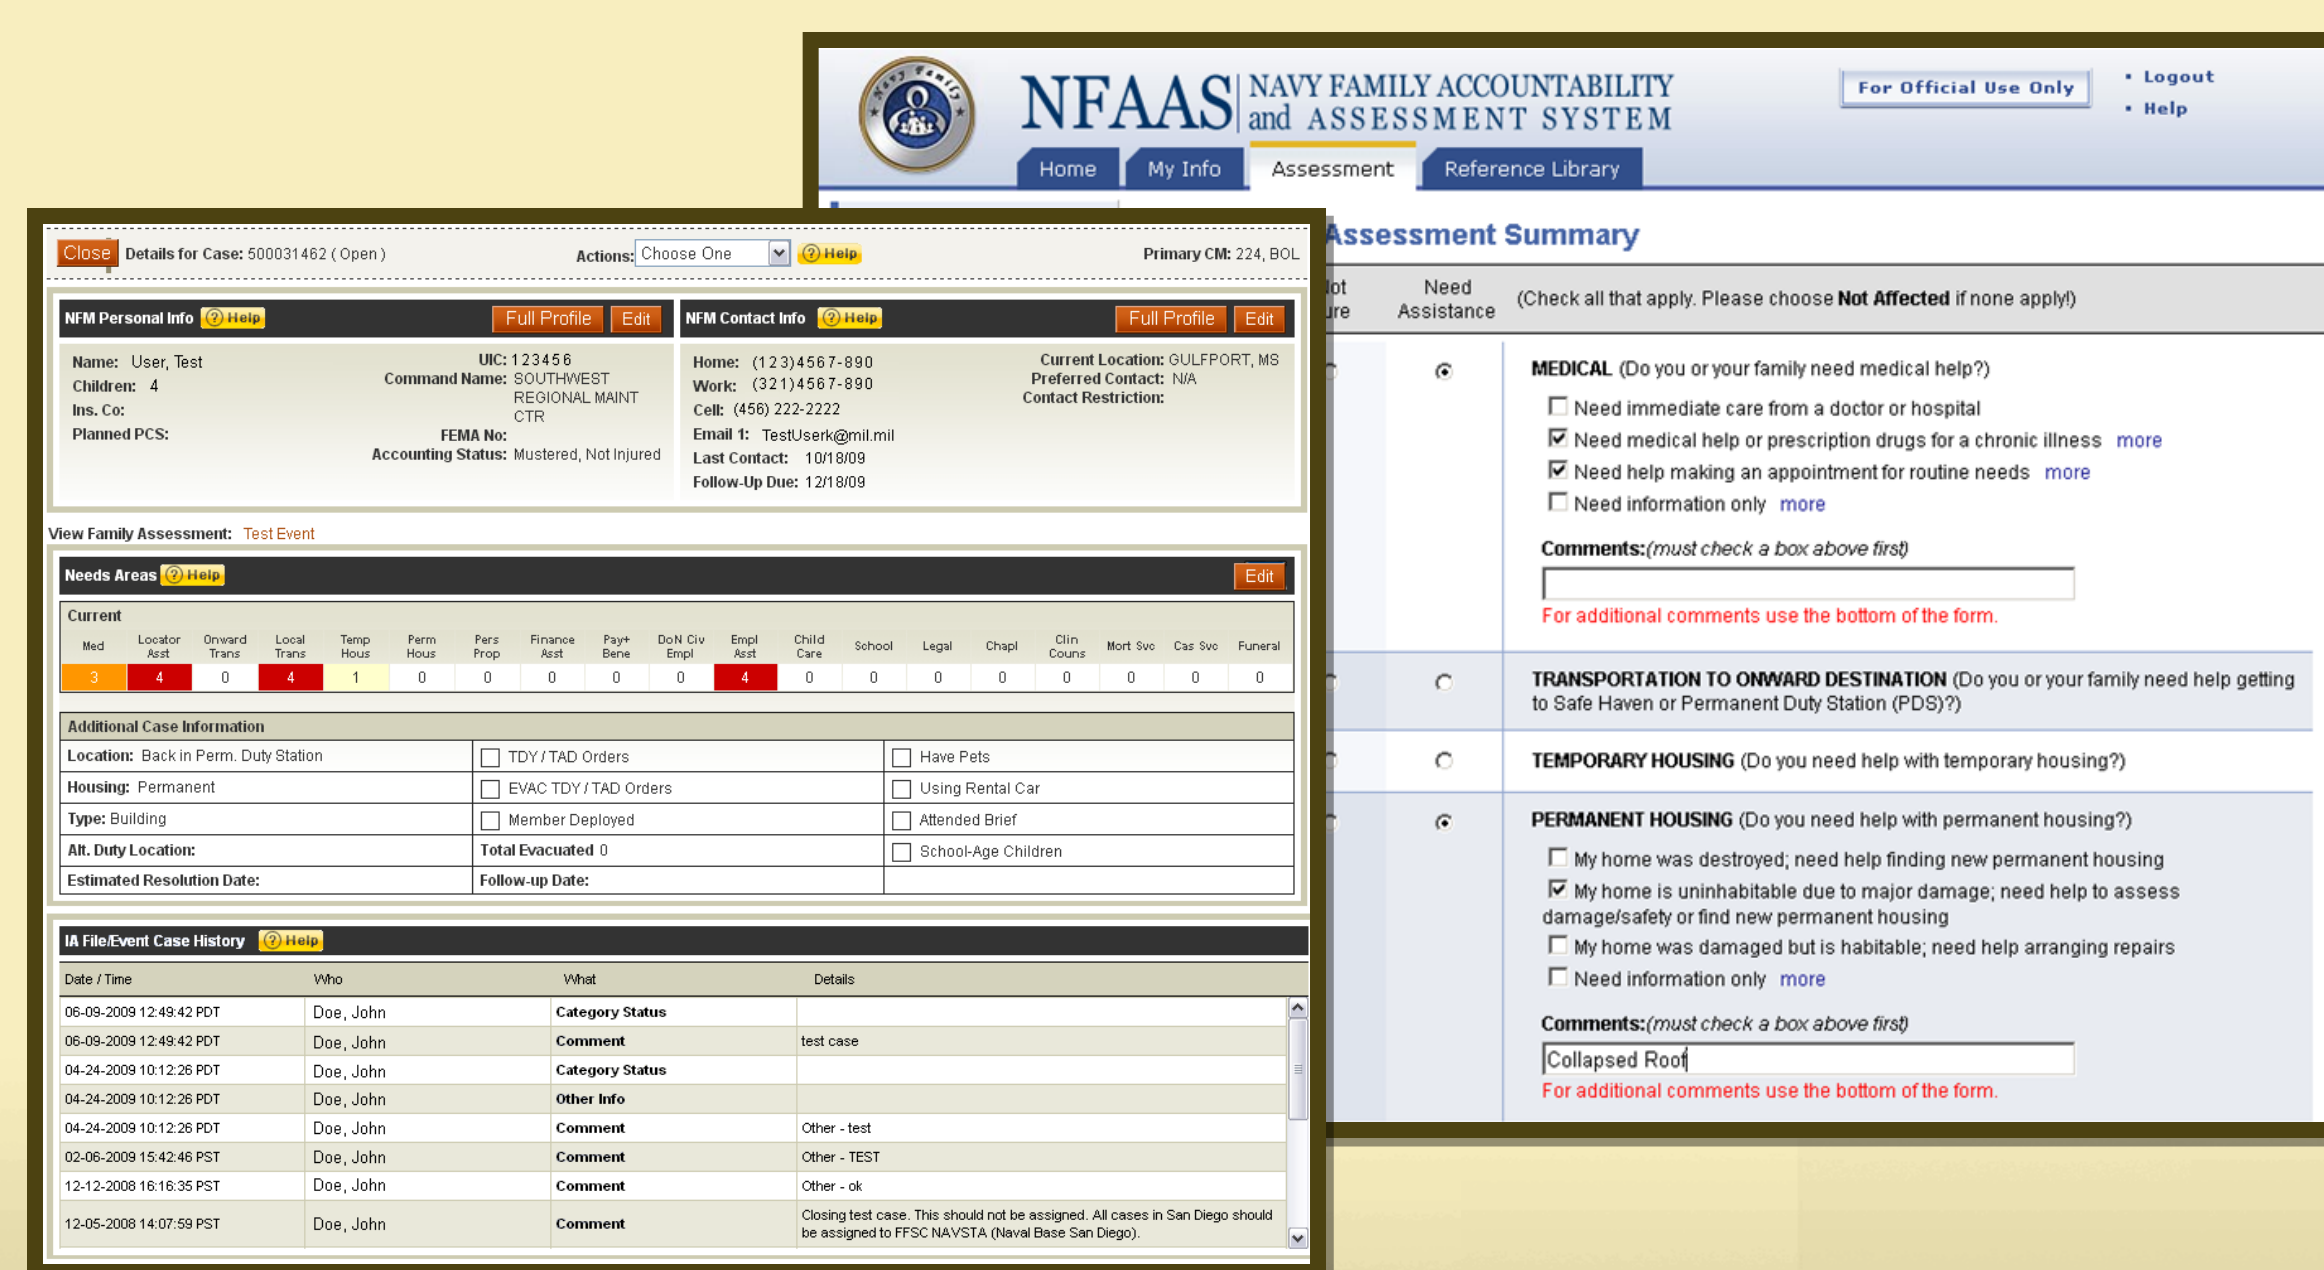 Navy Family
NFAAS
NAVY FAMILY ACCOUNTABILITY
and ASSESSMENT SYSTEM
For Official Use Only
Logout
Help
Home
My Info
Assessment
Reference Library
Assessment Summary
Need
Assistance
(Check all that apply. Please choose Not Affected if none apply!)
MEDICAL (Do you or your family need medical help?)
Need immediate care from a doctor or hospital
Need medical help or prescription drugs for a chronic illness more
Need help making an appointment for routine needs more
Need information only more
Comments:(must check a box above first)
For additional comments use the bottom of the form.
TRANSPORTATION TO ONWARD DESTINATION (Do you or your family need help getting
to Safe Haven or Permanent Duty Station (PDS)?)
TEMPORARY HOUSING (Do you need help with temporary housing?)
PERMANENT HOUSING (Do you need help with permanent housing?)
My home was destroyed; need help finding new permanent housing
My home is uninhabitable due to major damage; need help to assess
damage/safety or find new permanent housing
My home was damaged but is habitable; need help arranging repairs
Need information only more
Comments:(must check a box above first)
Collapsed Roof
For additional comments use the bottom of the form.
Close Details for Case: 500031462 ( Open ) Actions: Choose One Help Primary CM: 224, BOL
NFM Personal Info Help Full Profile Edit
Name: User, Test
Children: 4
Ins. Co:
Planned PCS:
UIC: 123456
Command Name: SOUTHWEST
REGIONAL MAINT
CTR
FEMA No:
Accounting Status: Mustered, Not Injured
NFM Contact Info Help Full Profile Edit
Home: (123)4567-890
Work: (321)4567-890
Cell: (456) 222-2222
Email 1: TestUserk@mil.mil
Last Contact: 10/18/09
Follow-Up Due: 12/18/09
Current Location: GULFPORT, MS
Preferred Contact: N/A
Contact Restriction:
View Family Assessment: Test Event
Needs Areas Help Edit
Current
Med Locator Asst Onward Trans Local Trans Temp Hous Perm Hous Pers Prop Finance Asst Pay+ Bene DoN Civ Empl Empl Asst Child Care School Legal Chapl Clin Couns Mort Svc Cas Svc Funeral
3 4 0 4 1 0 0 0 0 0 4 0 0 0 0 0 0 0 0
Additional Case Information
Location: Back in Perm. Duty Station TDY / TAD Orders Have Pets
Housing: Permanent EVAC TDY / TAD Orders Using Rental Car
Type: Building Member Deployed Attended Brief
Alt. Duty Location: Total Evacuated 0 School-Age Children
Estimated Resolution Date: Follow-up Date:
IA File/Event Case History Help
Date / Time Who What Details
06-09-2009 12:49:42 PDT Doe, John Category Status
06-09-2009 12:49:42 PDT Doe, John Comment test case
04-24-2009 10:12:26 PDT Doe, John Category Status
04-24-2009 10:12:26 PDT Doe, John Other Info
04-24-2009 10:12:26 PDT Doe, John Comment Other - test
02-06-2009 15:42:46 PST Doe, John Comment Other - TEST
12-12-2008 16:16:35 PST Doe, John Comment Other - ok
12-05-2008 14:07:59 PST Doe, John Comment Closing test case. This should not be assigned. All cases in San Diego should
be assigned to FFSC NAVSTA (Naval Base San Diego).